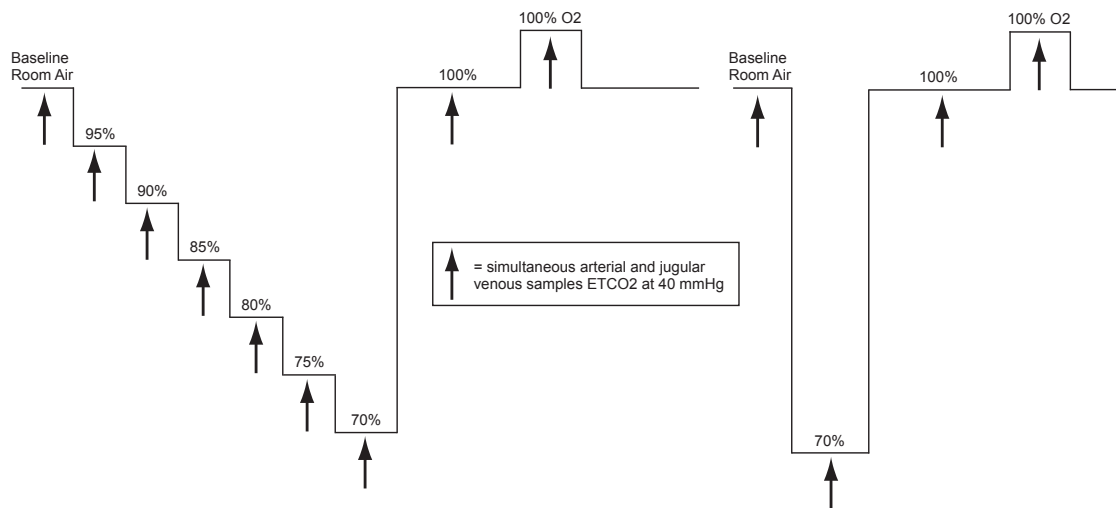 Baseline
Room Air
95%
90%
85%
80%
75%
70%
100%
100% O2
= simultaneous arterial and jugular
venous samples ETCO2 at 40 mmHg
Baseline
Room Air
70%
100%
100% O2